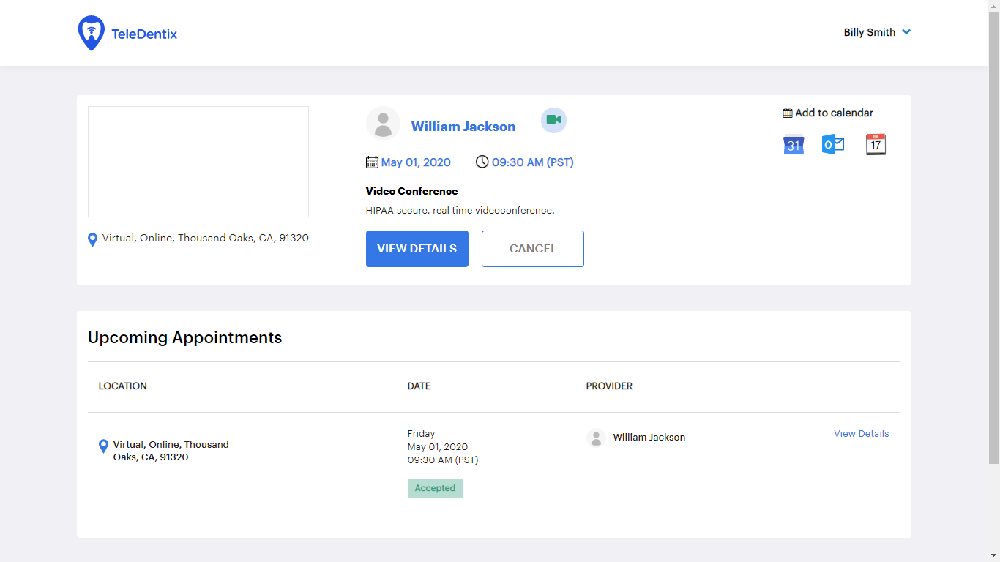 TeleDentix
Billy Smith
William Jackson
Add to calendar
31
O
JUL
17
May 01, 2020
09:30 AM (PST)
Video Conference
HIPAA-secure, real time videoconference.
Virtual, Online, Thousand Oaks, CA, 91320
VIEW DETAILS
CANCEL
Upcoming Appointments
LOCATION
DATE
PROVIDER
Virtual, Online, Thousand
Oaks, CA, 91320
Friday
May 01, 2020
09:30 AM (PST)
Accepted
William Jackson
View Details